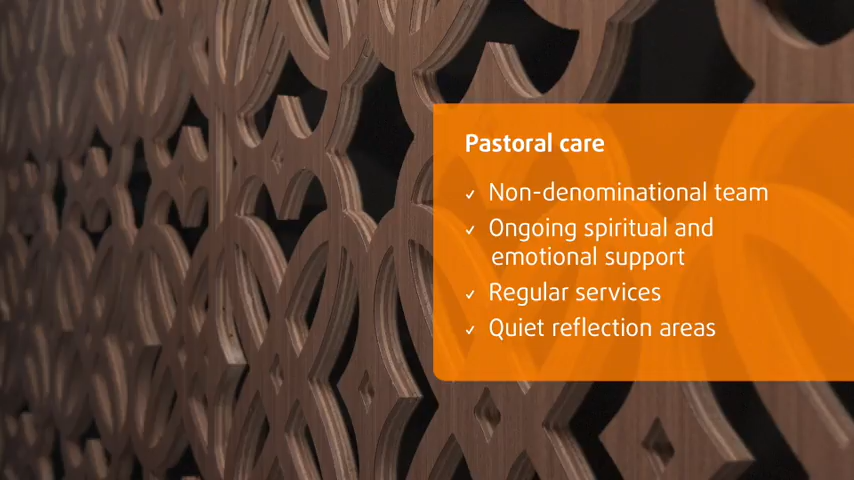 Pastoral care
✓ Non-denominational team
✓ Ongoing spiritual and
emotional support
✓ Regular services
✓ Quiet reflection areas